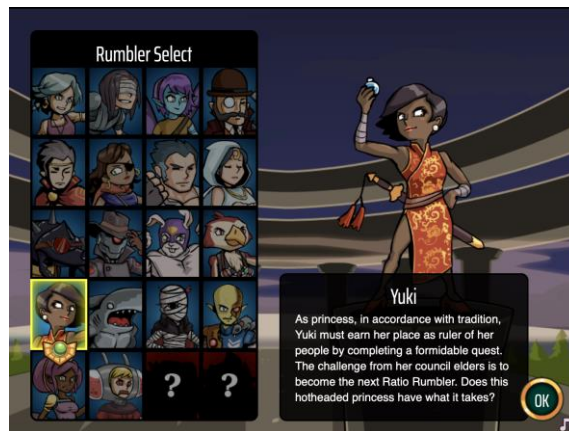 Rumbler Select
? ?
Yuki
As princess, in accordance with tradition,
Yuki must earn her place as ruler of her
people by completing a formidable quest.
The challenge from her council elders is to
become the next Ratio Rumbler. Does this
hotheaded princess have what it takes?
OK